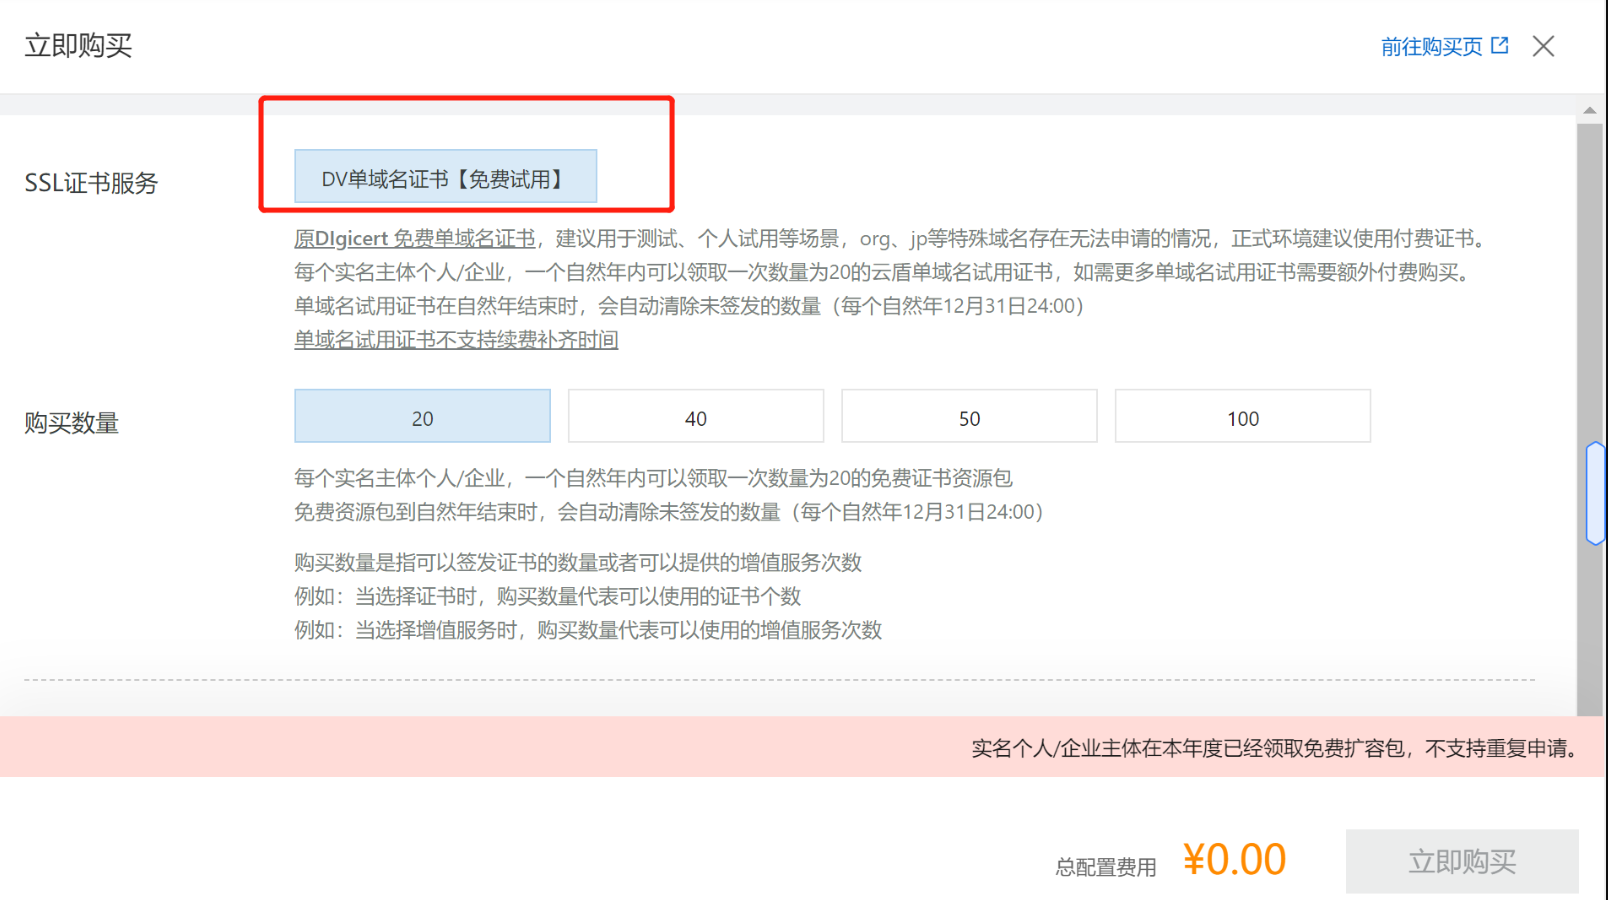 立即购买
前往购买页
SSL证书服务
DV单域名证书【免费试用】
原DIgicert 免费单域名证书，建议用于测试、个人试用等场景，org、jp等特殊域名存在无法申请的情况，正式环境建议使用付费证书。
每个实名主体个人/企业，一个自然年内可以领取一次数量为20的云盾单域名试用证书，如需更多单域名试用证书需要额外付费购买。
单域名试用证书在自然年结束时，会自动清除未签发的数量（每个自然年12月31日24:00）
单域名试用证书不支持续费补齐时间
购买数量
20
40
50
100
每个实名主体个人/企业，一个自然年内可以领取一次数量为20的免费证书资源包
免费资源包到自然年结束时，会自动清除未签发的数量（每个自然年12月31日24:00）
购买数量是指可以签发证书的数量或者可以提供的增值服务次数
例如：当选择证书时，购买数量代表可以使用的证书个数
例如：当选择增值服务时，购买数量代表可以使用的增值服务次数
实名个人/企业主体在本年度已经领取免费扩容包，不支持重复申请。
总配置费用
¥0.00
立即购买